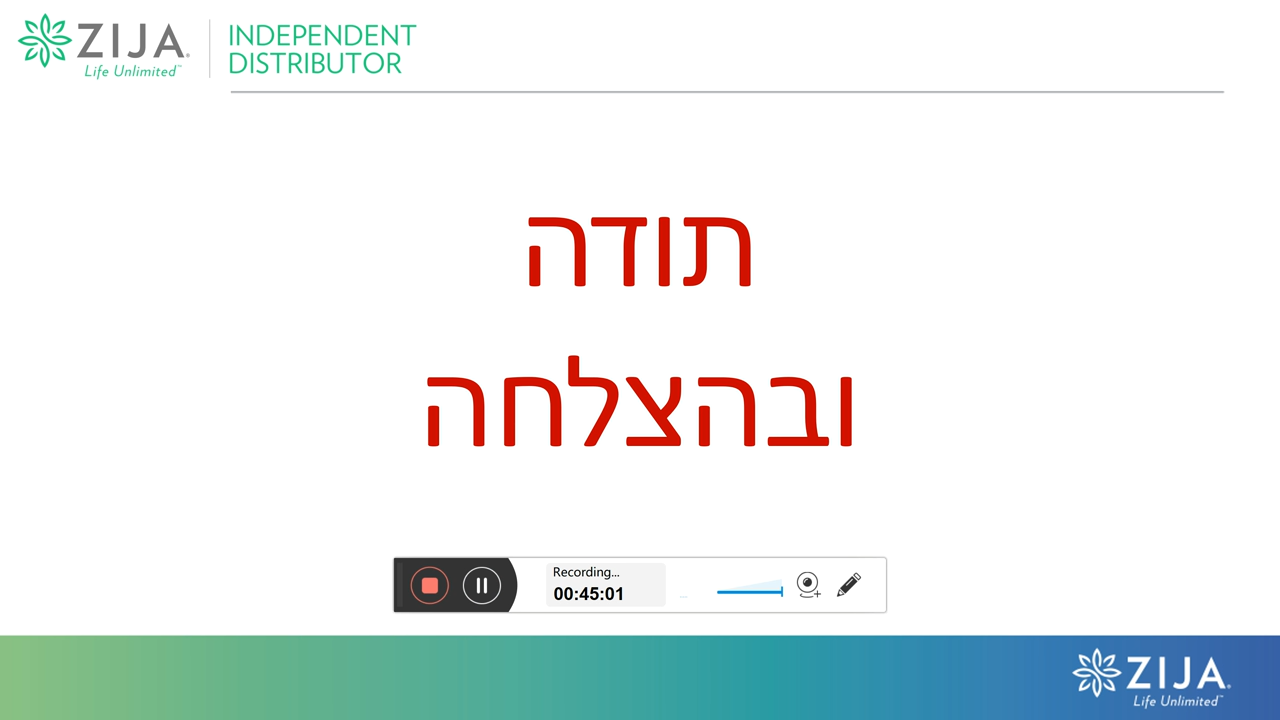 ZIJA®
Life Unlimited™
INDEPENDENT
DISTRIBUTOR
תודה
ובהצלחה
Recording...
00:45:01
ZIJA®
Life Unlimited™